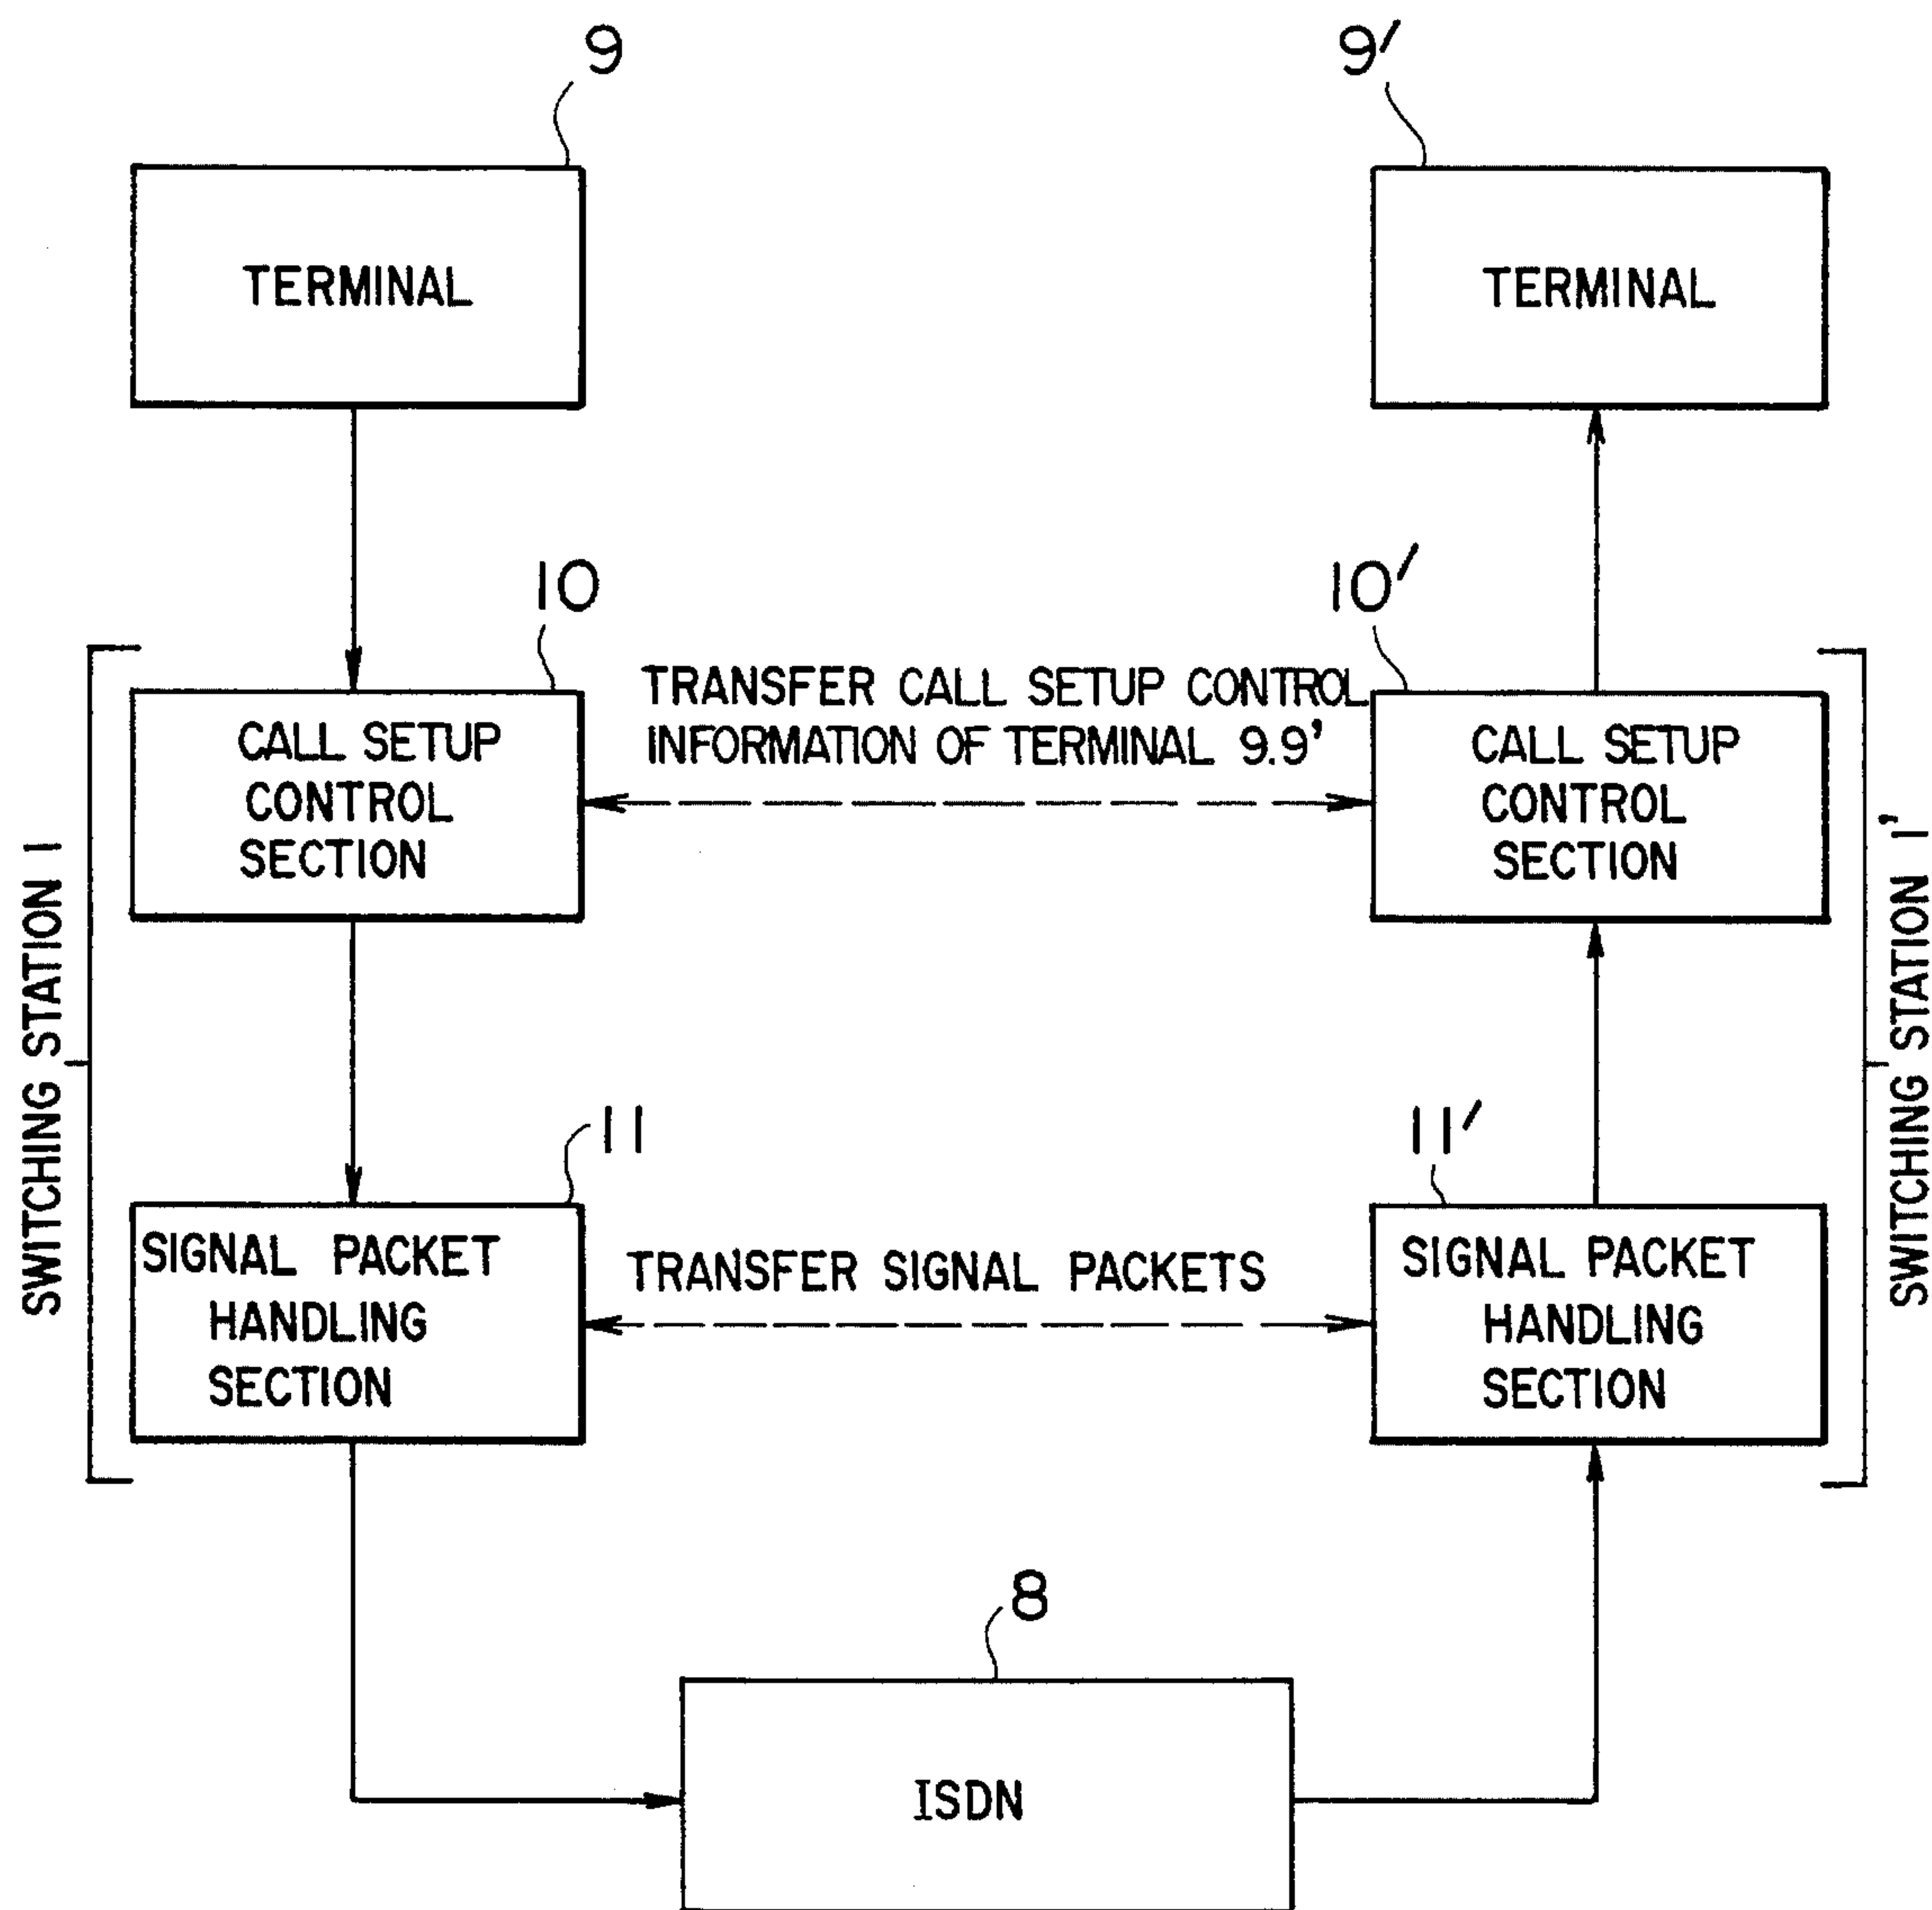 9
9′
TERMINAL
TERMINAL
10
10′
TRANSFER CALL SETUP CONTROL
INFORMATION OF TERMINAL 9.9'
CALL SETUP
CONTROL
SECTION
CALL SETUP
CONTROL
SECTION
SWITCHING STATION 1
SWITCHING STATION 1'
11
11′
SIGNAL PACKET
HANDLING
SECTION
TRANSFER SIGNAL PACKETS
SIGNAL PACKET
HANDLING
SECTION
8
ISDN